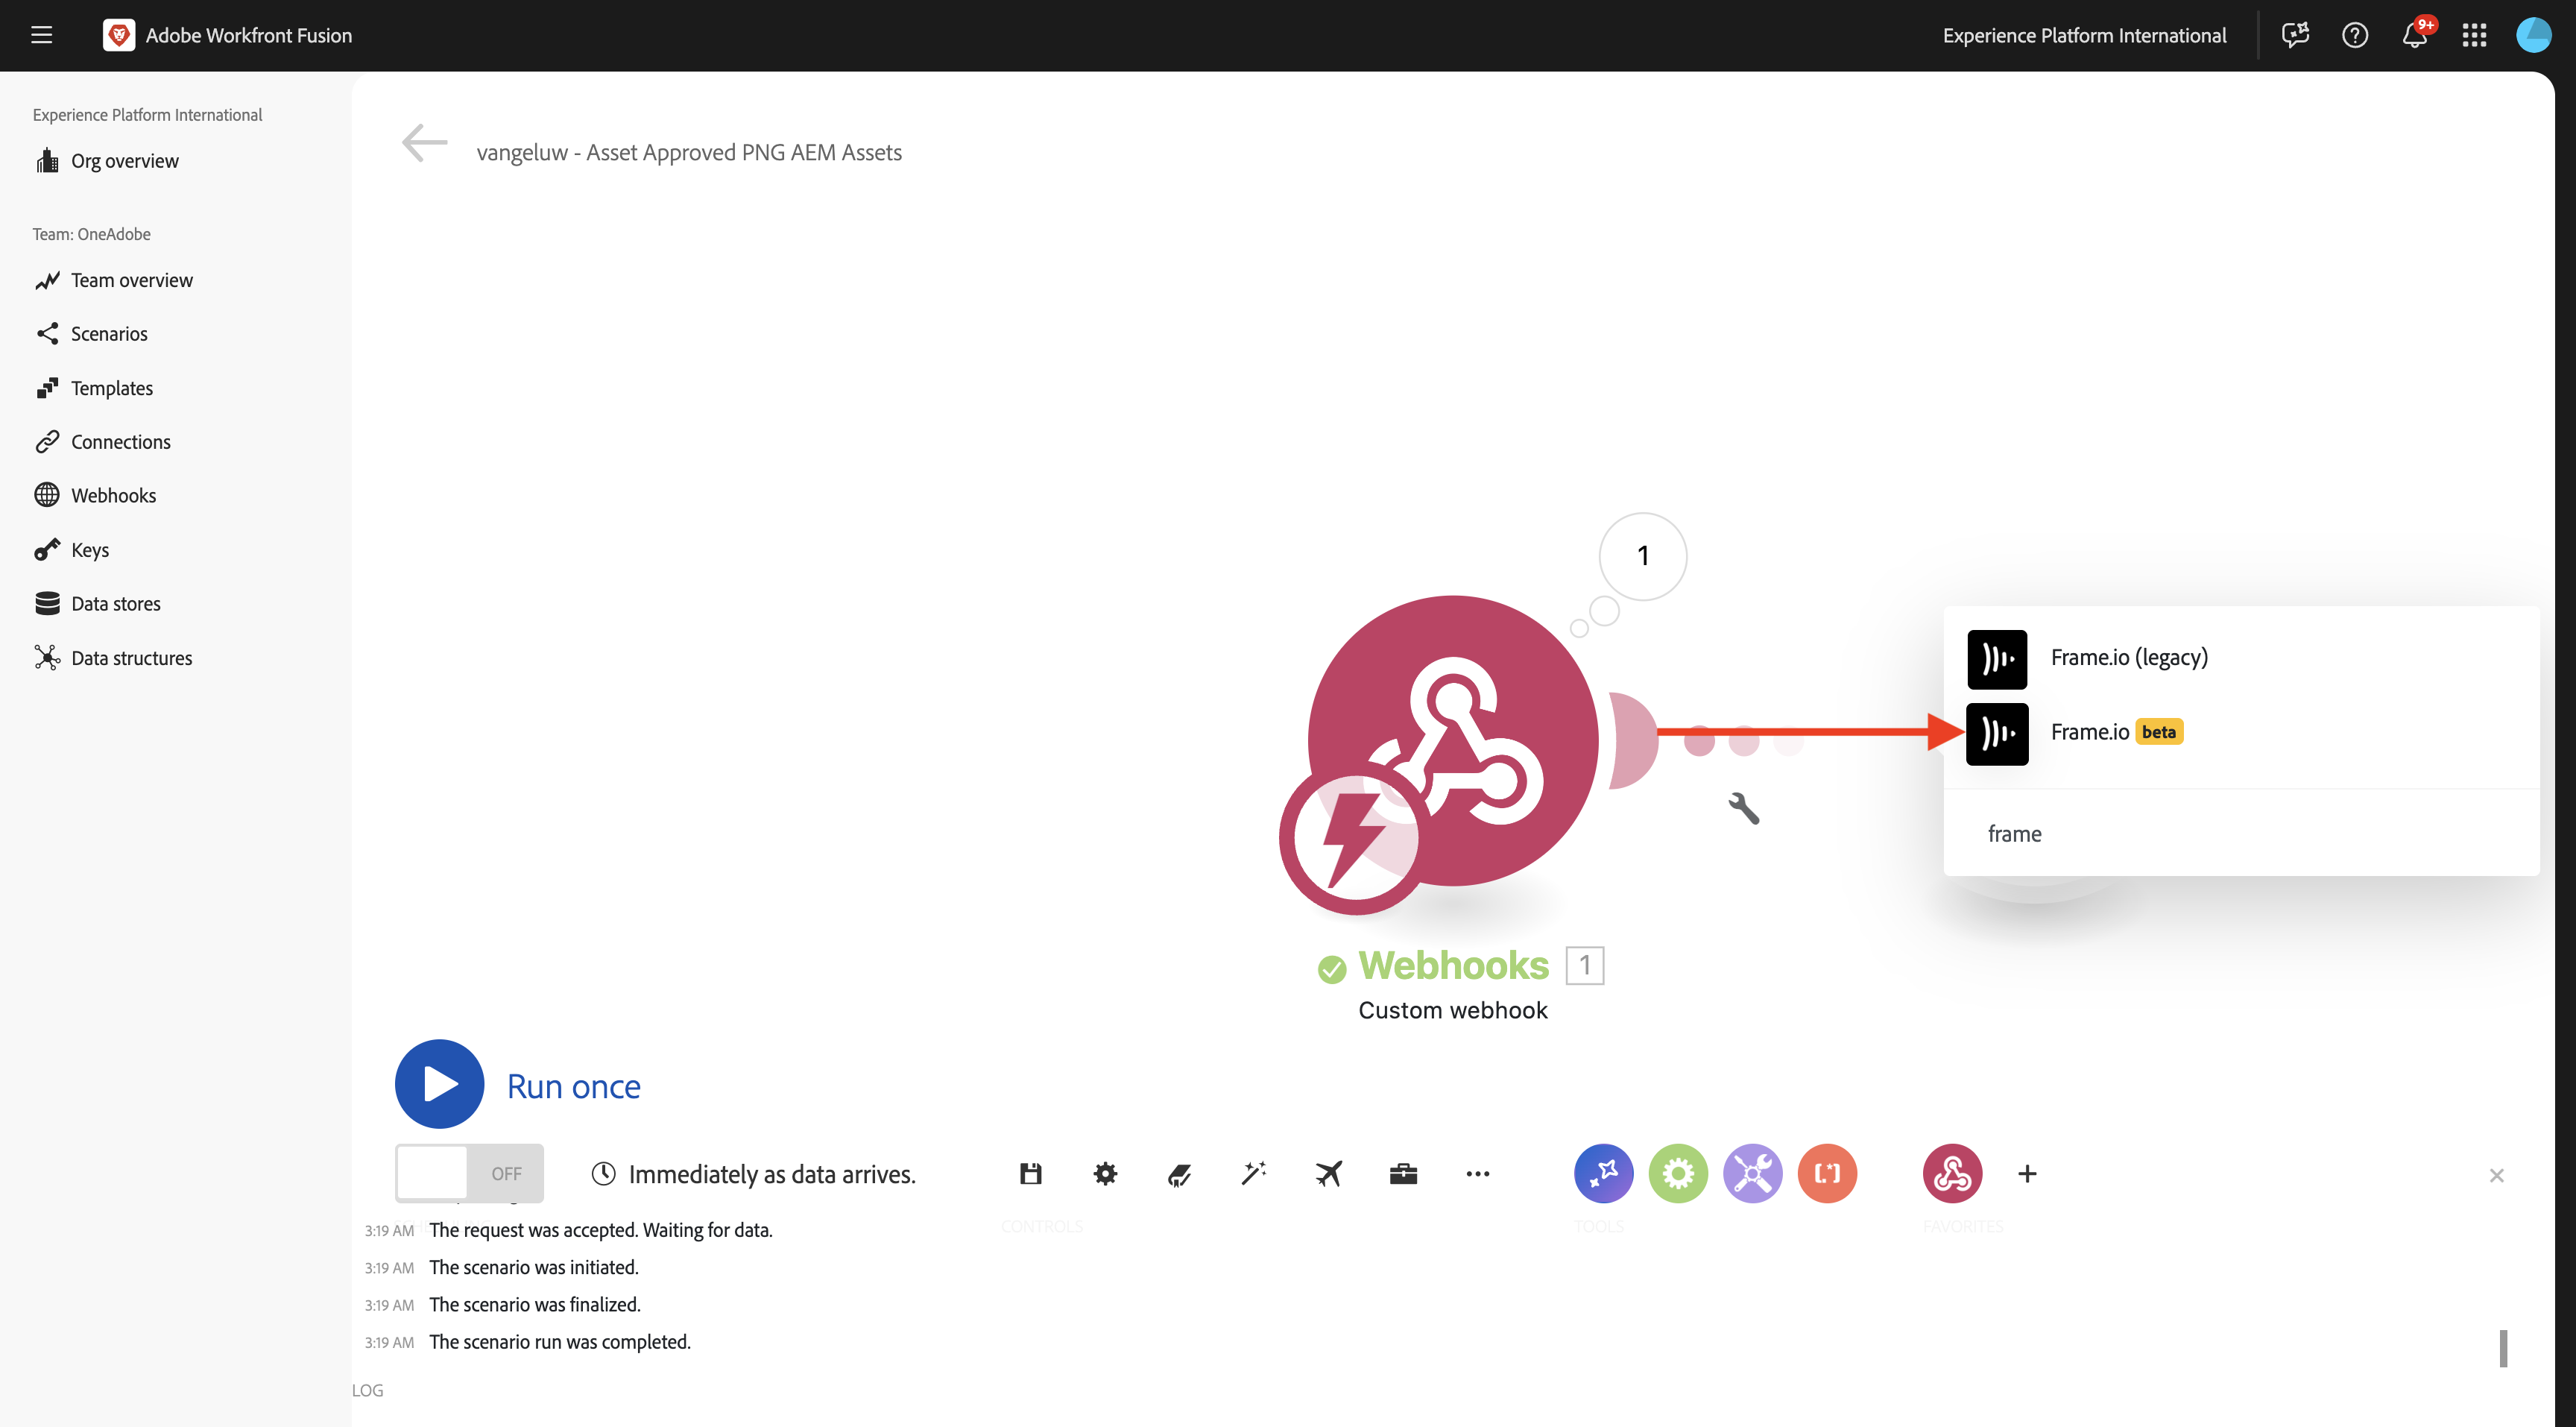 Adobe Workfront Fusion
Experience Platform International
9+
Experience Platform International
Org overview
Team: OneAdobe
Team overview
Scenarios
Templates
Connections
Webhooks
Keys
Data stores
Data structures
vangeluw - Asset Approved PNG AEM Assets
1
Frame.io (legacy)
Frame.io beta
frame
Webhooks 1
Custom webhook
Run once
OFF
Immediately as data arrives.
CONTROLS
TOOLS
FAVORITES
3:19 AM The request was accepted. Waiting for data.
3:19 AM The scenario was initiated.
3:19 AM The scenario was finalized.
3:19 AM The scenario run was completed.
LOG